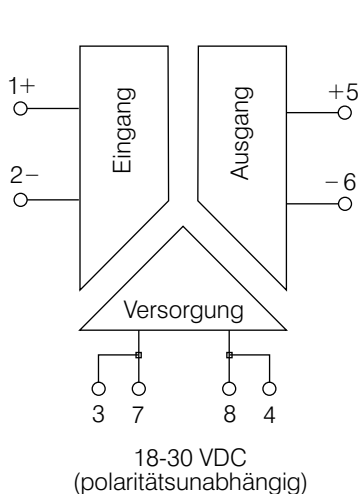 1+
Eingang
Ausgang
+5
2−
−6
Versorgung
3 7 8 4
18-30 VDC
(polaritätsunabhängig)